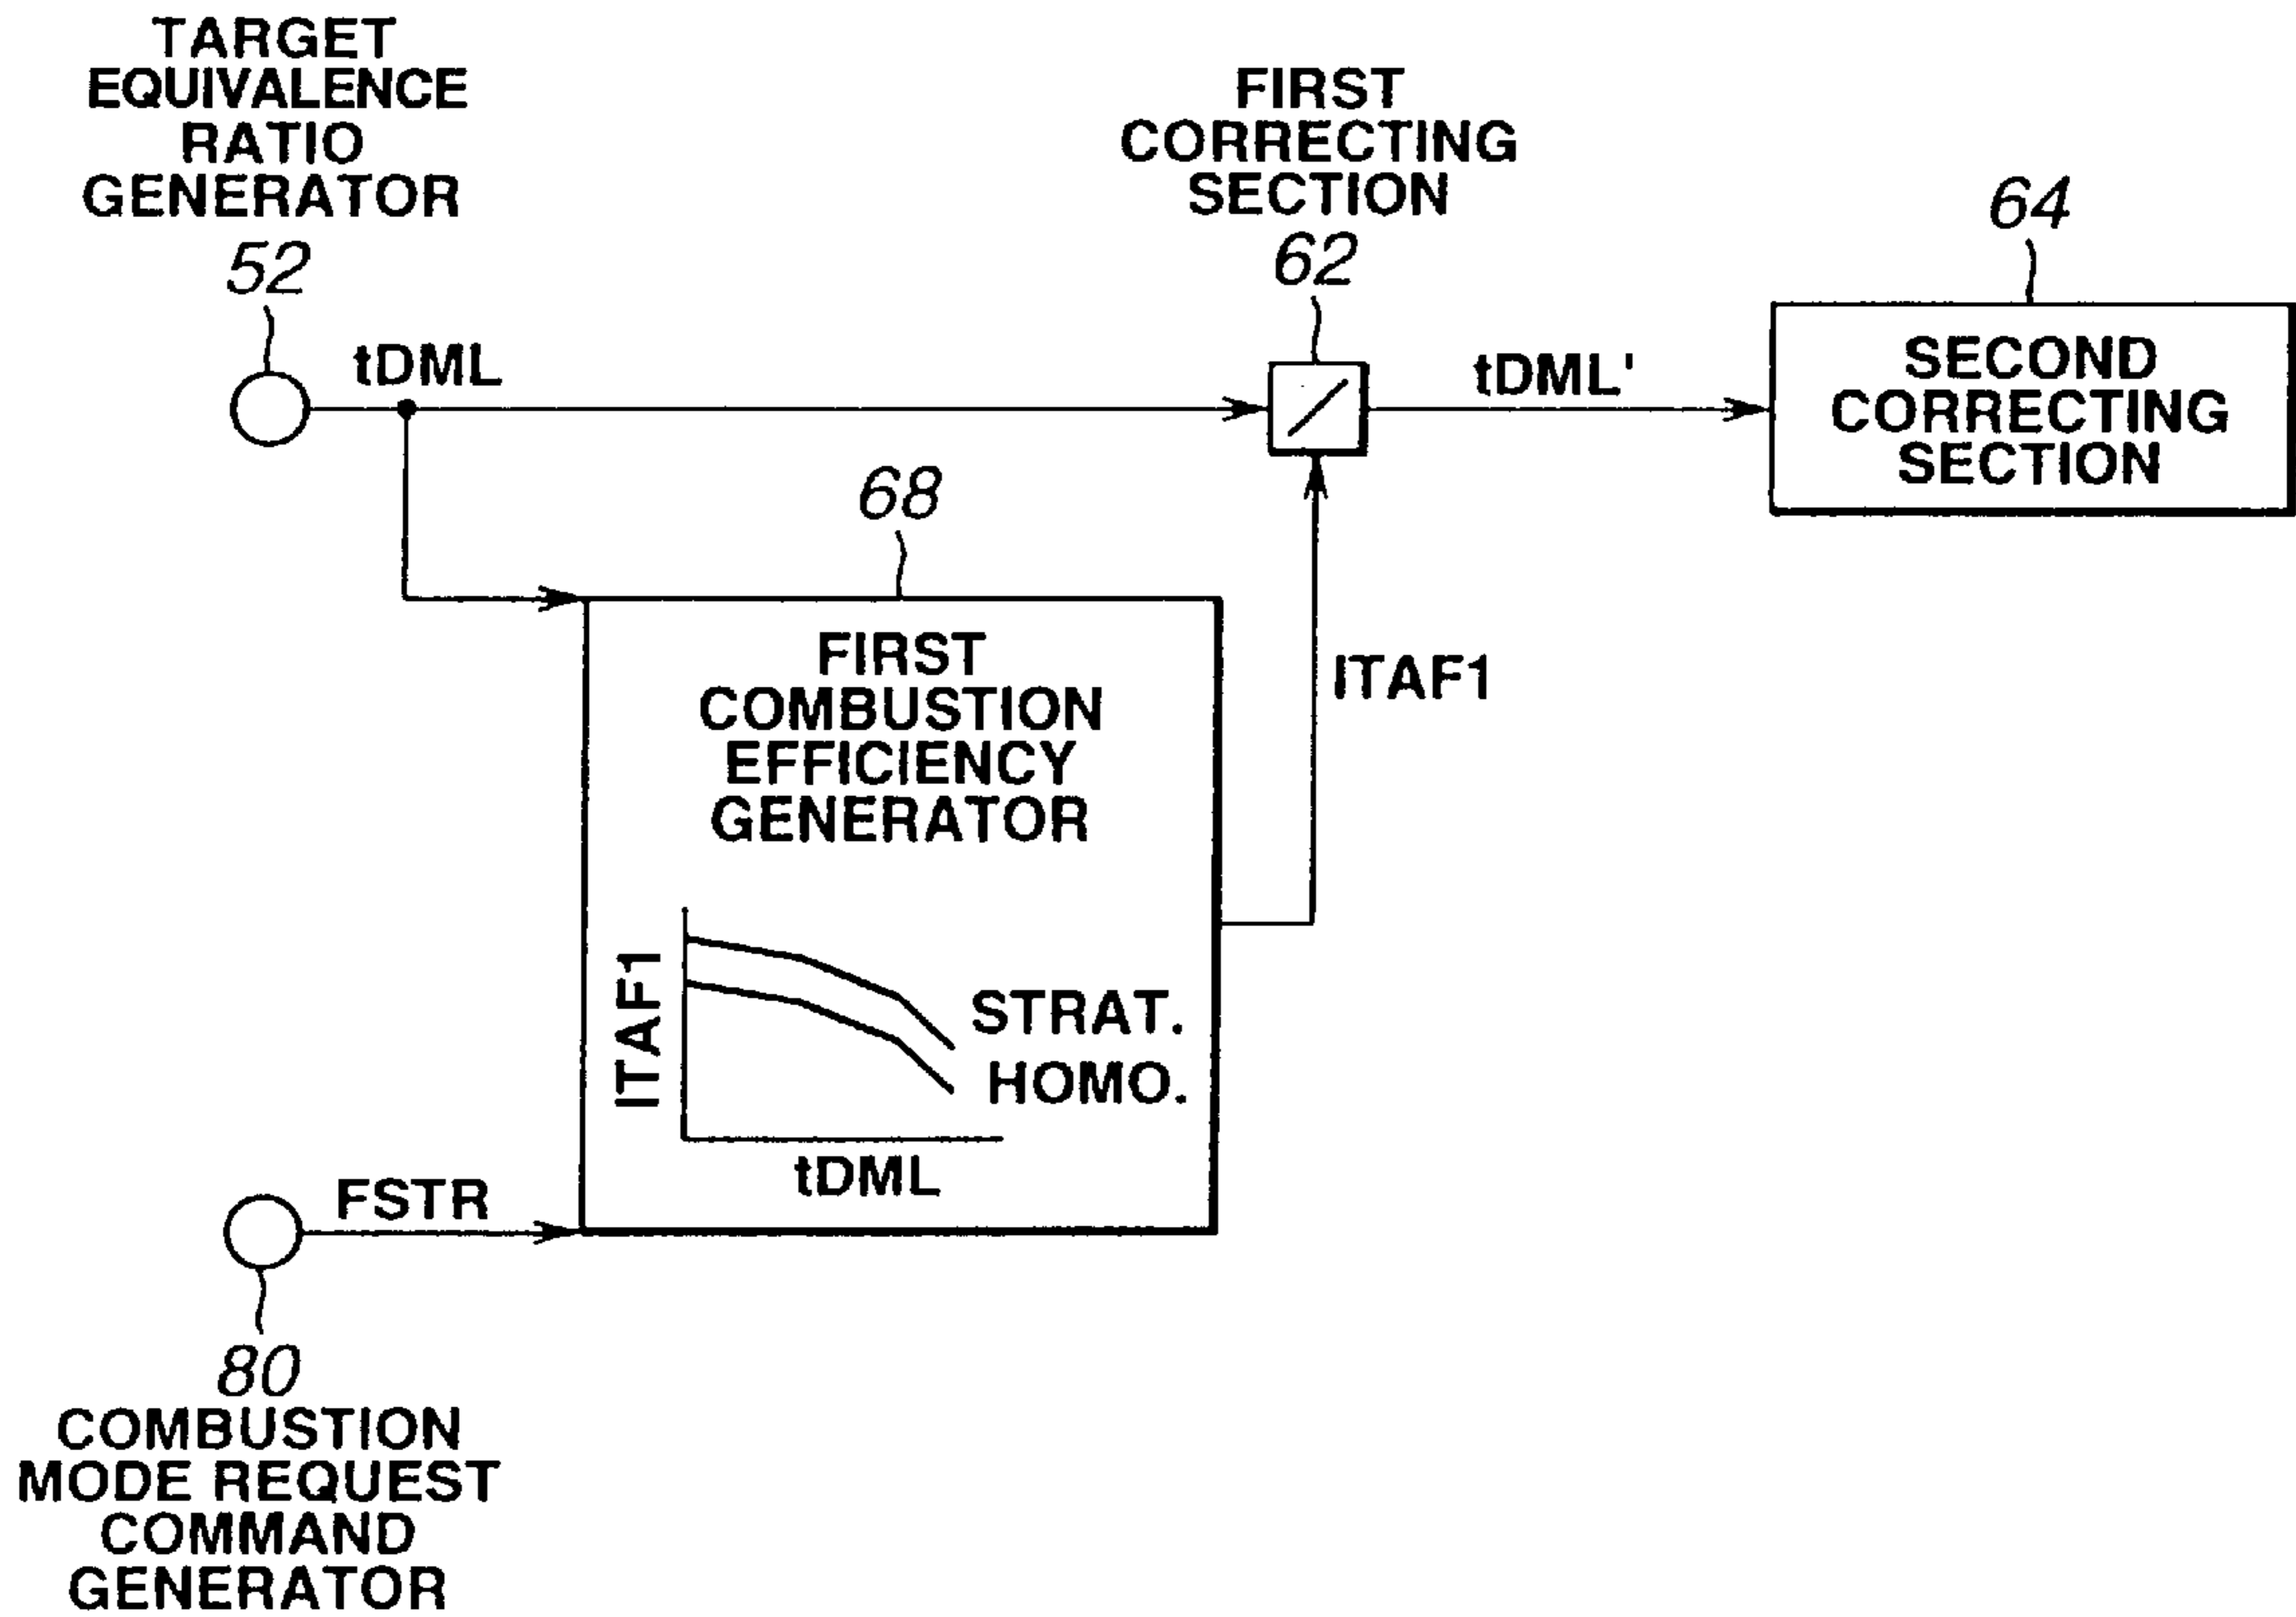 TARGET
EQUIVALENCE
RATIO
GENERATOR
52
tDML
FIRST
CORRECTING
SECTION
62
tDML'
64
SECOND
CORRECTING
SECTION
68
FIRST
COMBUSTION
EFFICIENCY
GENERATOR
ITAF1
ITAF1
STRAT.
HOMO.
tDML
FSTR
80
COMBUSTION
MODE REQUEST
COMMAND
GENERATOR